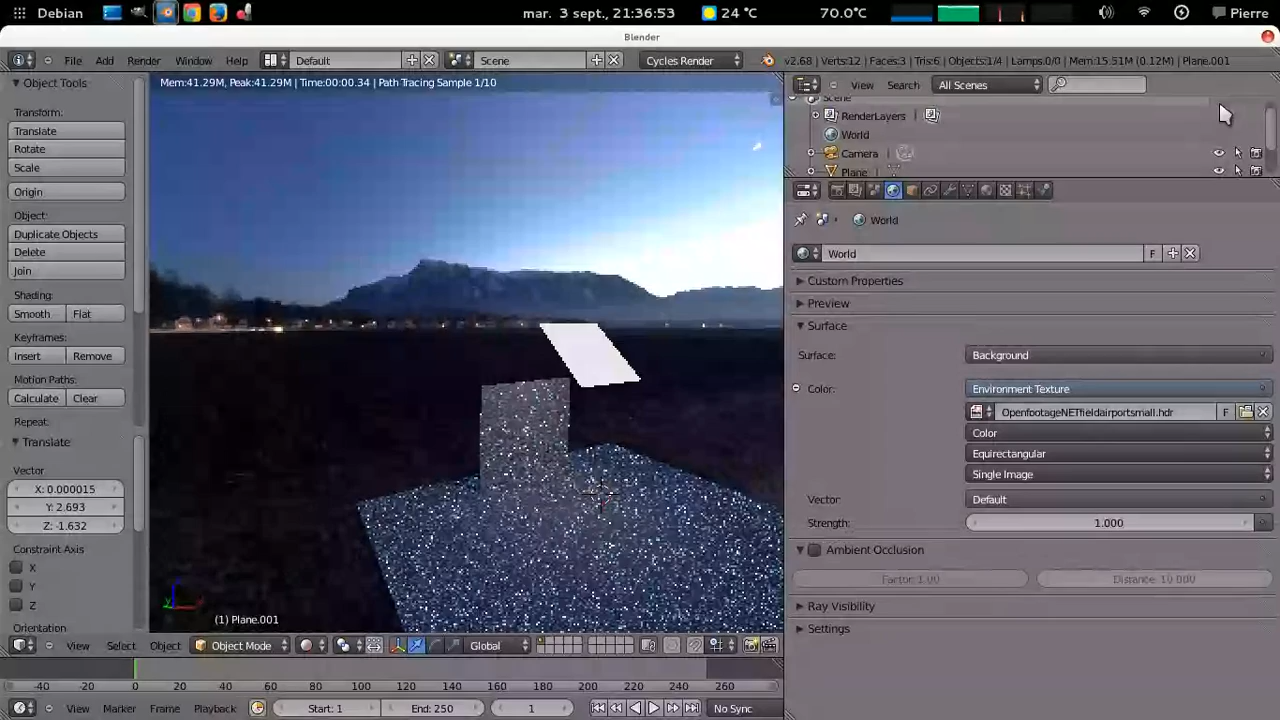 Debian mar. 3 sept., 21:36:53 24 °C 70.0°C Pierre
Blender
File Add Render Window Help Default Scene Cycles Render v2.68 | Verts:12 | Faces:3 | Tris:6 | Objects:1/4 | Lamps:0/0 | Mem:15.51M (0.12M) | Plane.001
Object Tools
Transform:
Translate
Rotate
Scale
Origin
Object:
Duplicate Objects
Delete
Join
Shading:
Smooth Flat
Keyframes:
Insert Remove
Motion Paths:
Calculate Clear
Repeat:
Translate
Vector
X: 0.000015
Y: 2.693
Z: -1.632
Constraint Axis
X
Y
Z
Orientation
Mem:41.29M, Peak:41.29M | Time:00:00.34 | Path Tracing Sample 1/10
(1) Plane.001
View Select Object Object Mode Global
-40 -20 0 20 40 60 80 100 120 140 160 180 200 220 240 260
View Marker Frame Playback Start: 1 End: 250 1 No Sync
View Search All Scenes
Scene
RenderLayers
World
Camera
Plane
World
World F
Custom Properties
Preview
Surface
Surface: Background
Color: Environment Texture
OpenfootageNETfieldairportsmall.hdr F
Color
Equirectangular
Single Image
Vector: Default
Strength: 1.000
Ambient Occlusion
Factor: 1.00 Distance: 10.000
Ray Visibility
Settings